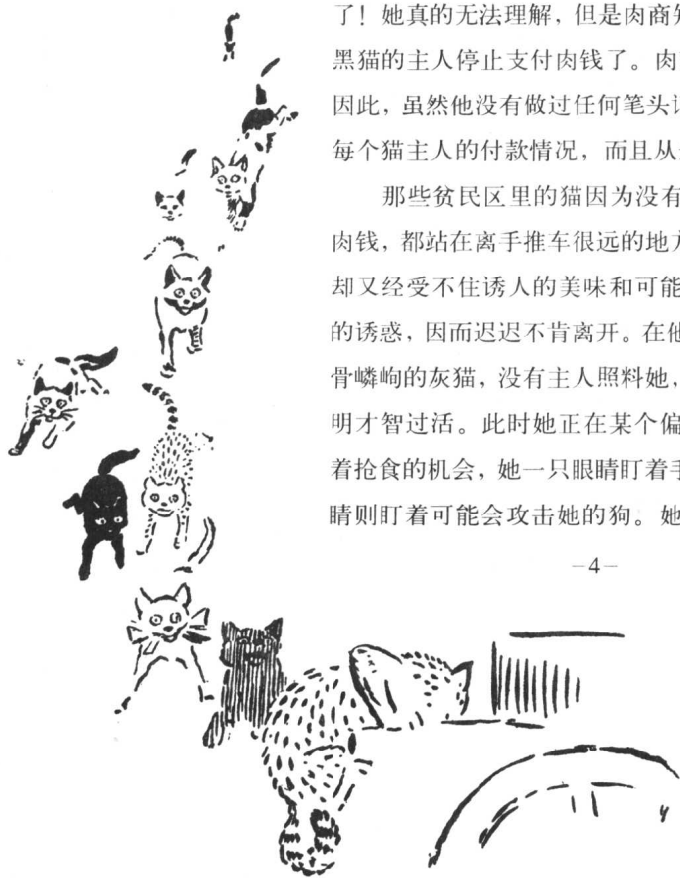 了！她真的无法理解，但是肉商
黑猫的主人停止支付肉钱了。肉
因此，虽然他没有做过任何笔头
每个猫主人的付款情况，而且从
那些贫民区里的猫因为没有
肉钱，都站在离手推车很远的地
却又经受不住诱人的美味和可能
的诱惑，因而迟迟不肯离开。在
骨嶙峋的灰猫，没有主人照料她，
明才智过活。此时她正在某个偏
着抢食的机会，她一只眼睛盯着
睛则盯着可能会攻击她的狗。她
—4—